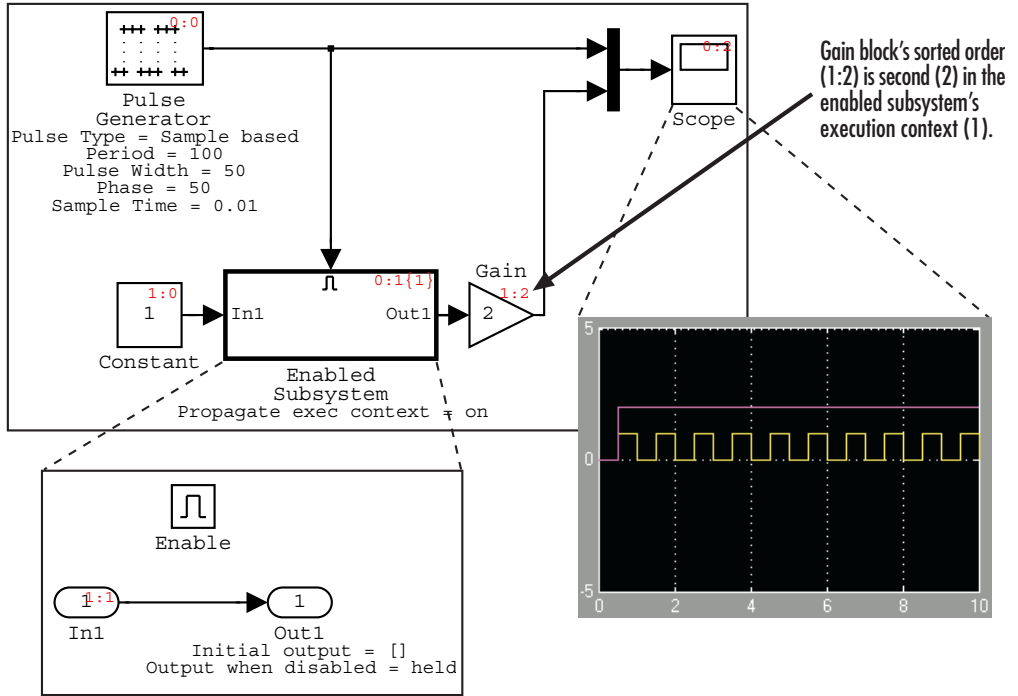 0:0
Pulse
Generator
Pulse Type = Sample based
Period = 100
Pulse Width = 50
Phase = 50
Sample Time = 0.01
0:2
Scope
Gain block's sorted order
(1:2) is second (2) in the
enabled subsystem's
execution context (1).
1:0
1
Constant
0:1{1}
In1
Out1
Enabled
Subsystem
Propagate exec context = on
Gain
1:2
2
5
0
-5
0 2 4 6 8 10
Enable
1
1:1
In1
1
Out1
Initial output = []
Output when disabled = held